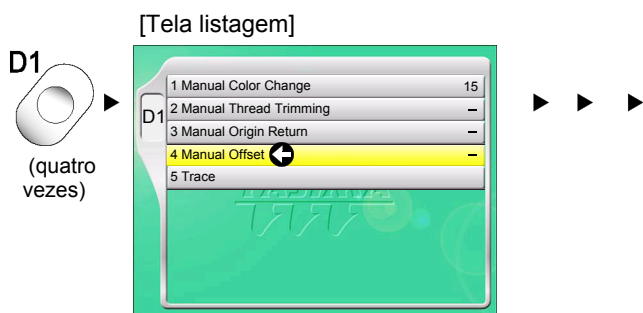 [Tela listagem]
D1
(quatro
vezes)
D1
1 Manual Color Change 15
2 Manual Thread Trimming –
3 Manual Origin Return –
4 Manual Offset –
5 Trace